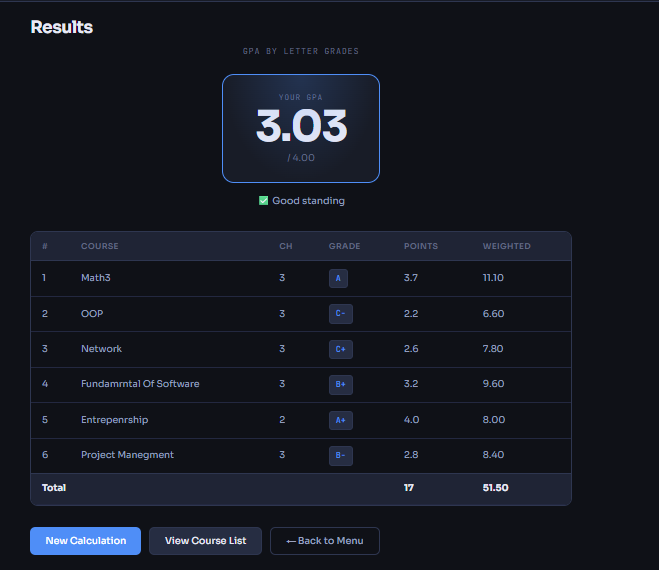 Results
GPA BY LETTER GRADES
YOUR GPA
3.03
/ 4.00
✅ Good standing
# COURSE CH GRADE POINTS WEIGHTED
1 Math3 3 A 3.7 11.10
2 OOP 3 C- 2.2 6.60
3 Network 3 C+ 2.6 7.80
4 Fundamrntal Of Software 3 B+ 3.2 9.60
5 Entrepenrship 2 A+ 4.0 8.00
6 Project Manegment 3 B- 2.8 8.40
Total 17 51.50
New Calculation View Course List ← Back to Menu